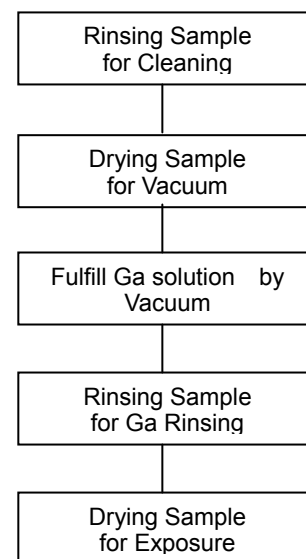 Rinsing Sample
for Cleaning
Drying Sample
for Vacuum
Fulfill Ga solution by
Vacuum
Rinsing Sample
for Ga Rinsing
Drying Sample
for Exposure